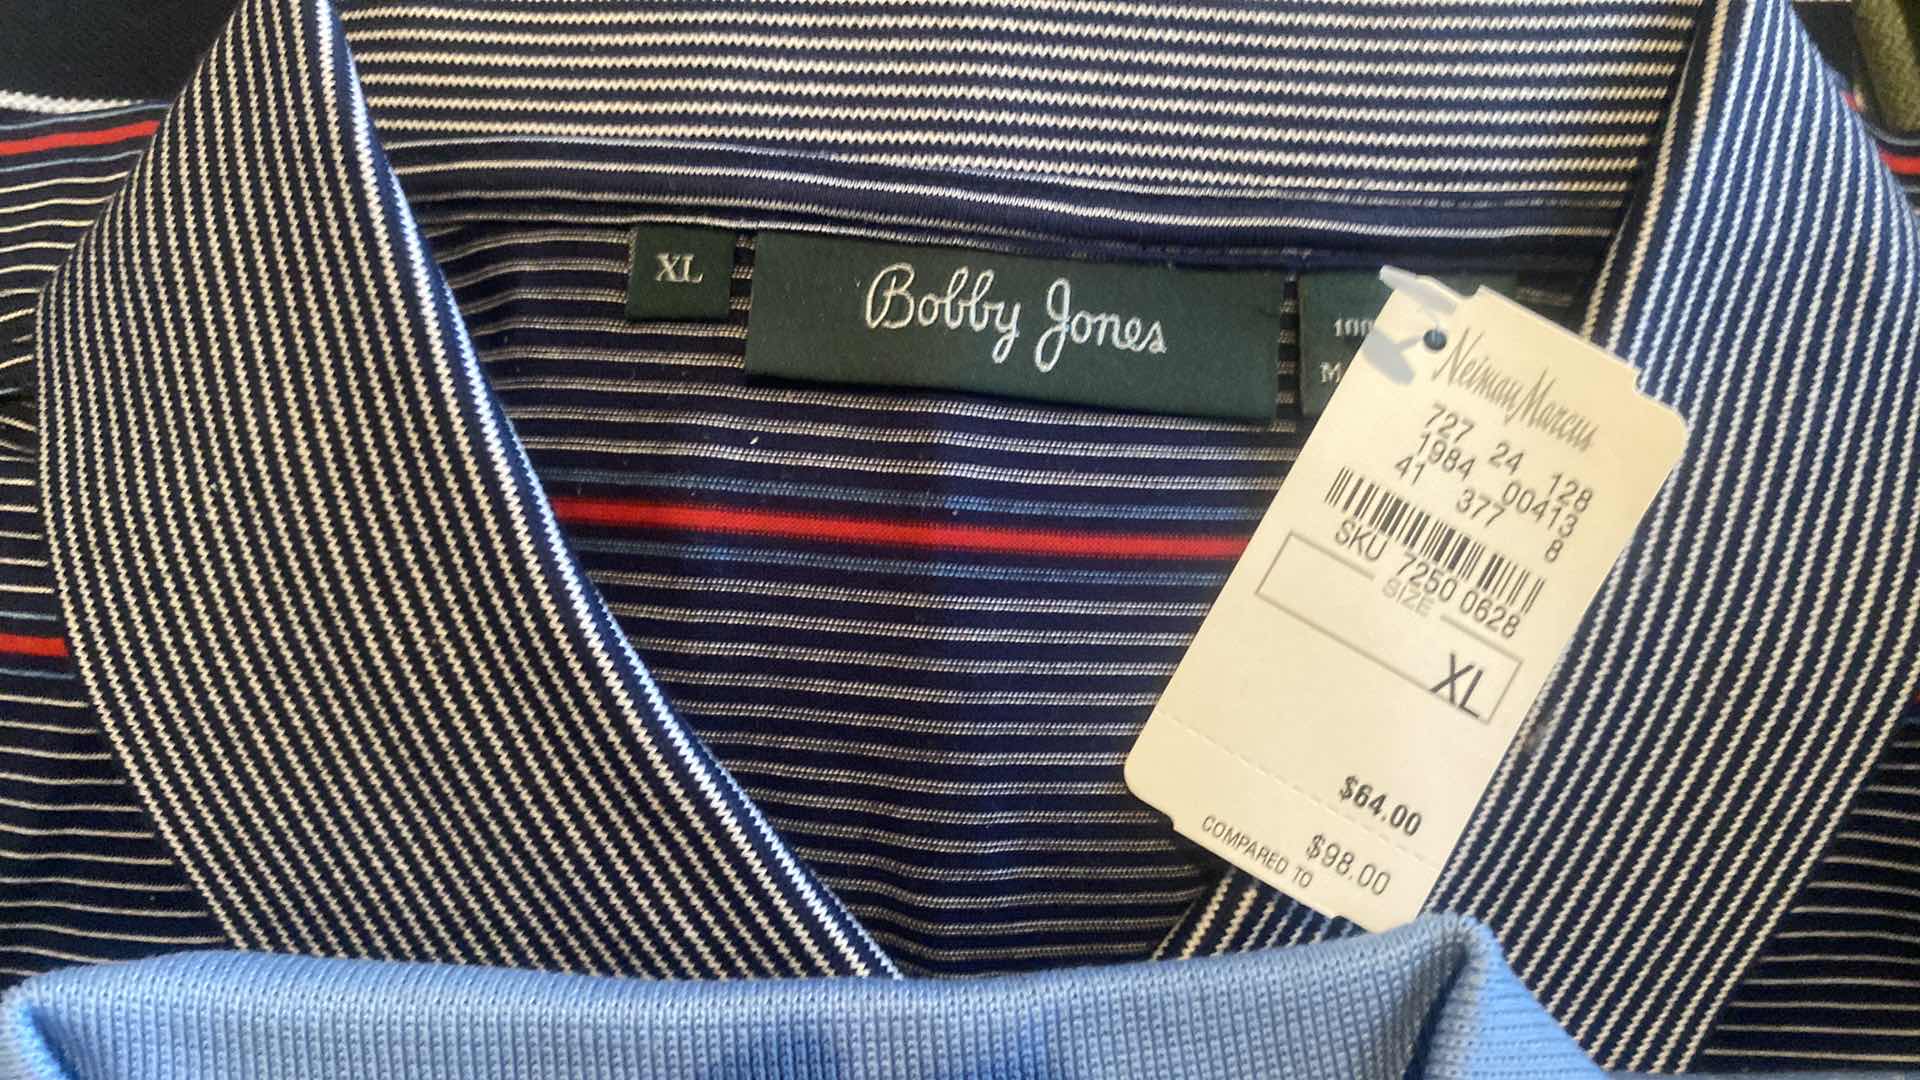 XL
Bobby Jones
100
M
Neiman Marcus
727 24 128
1984 00413
41 377 8
SKU 7250 0628
SIZE
XL
$64.00
$98.00
COMPARED TO